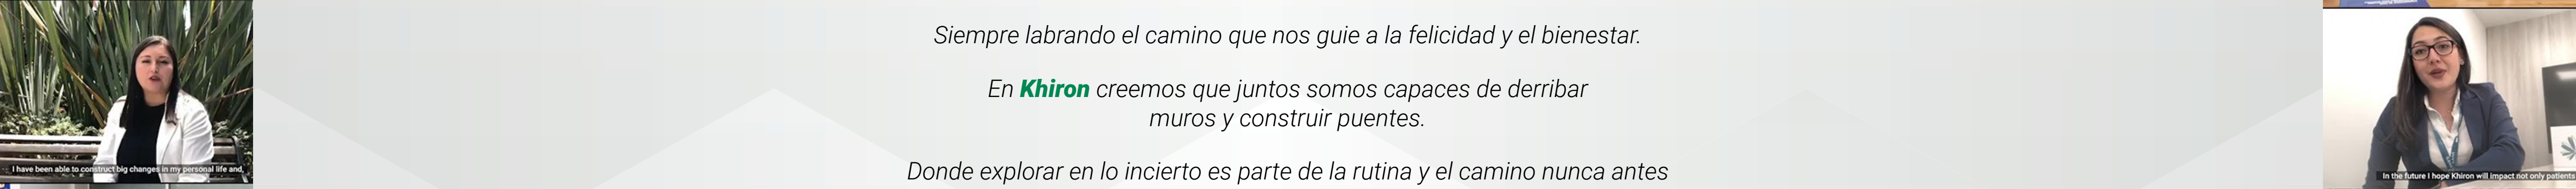 Siempre labrando el camino que nos guie a la felicidad y el bienestar.
En Khiron creemos que juntos somos capaces de derribar
muros y construir puentes.
Donde explorar en lo incierto es parte de la rutina y el camino nunca antes
I have been able to construct big changes in my personal life and,
In the future I hope Khiron will impact not only patient